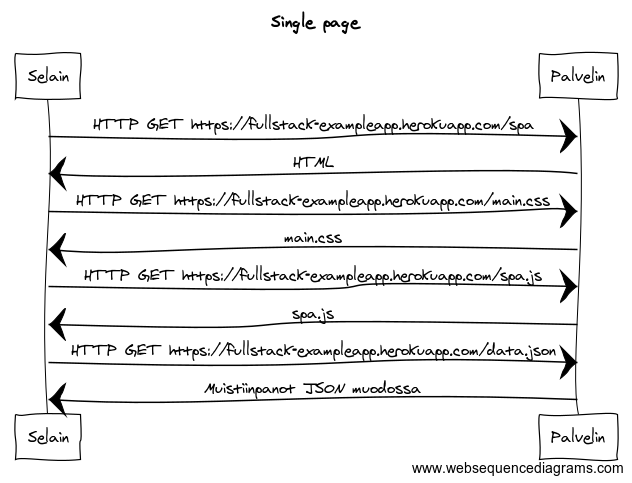 Single page
Selain Palvelin
HTTP GET https://fullstack-exampleapp.herokuapp.com/spa
HTML
HTTP GET https://fullstack-exampleapp.herokuapp.com/main.css
main.css
HTTP GET https://fullstack-exampleapp.herokuapp.com/spa.js
spa.js
HTTP GET https://fullstack-exampleapp.herokuapp.com/data.json
Muistiinpanot JSON muodossa
Selain Palvelin
www.websequencediagrams.com